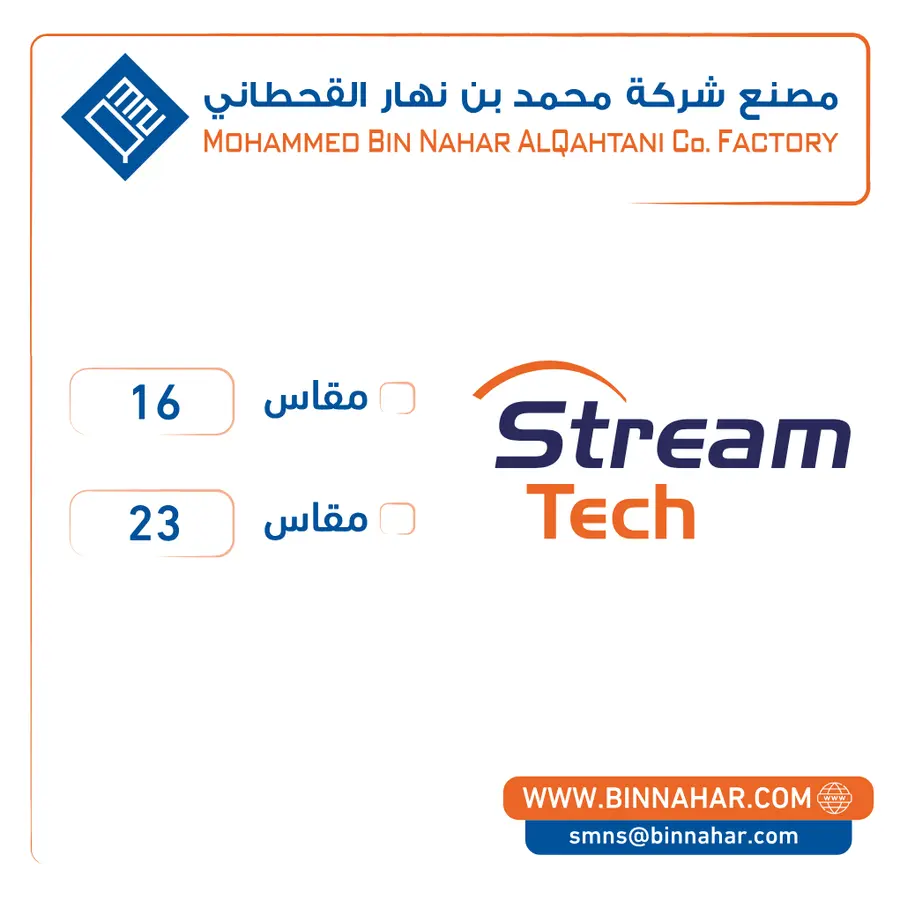 مصنع شركة محمد بن نهار القحطاني
MOHAMMED BIN NAHAR ALQAHTANI CO. FACTORY
Stream
Tech
مقاس 16
مقاس 23
WWW.BINNAHAR.COM
www
smns@binnahar.com